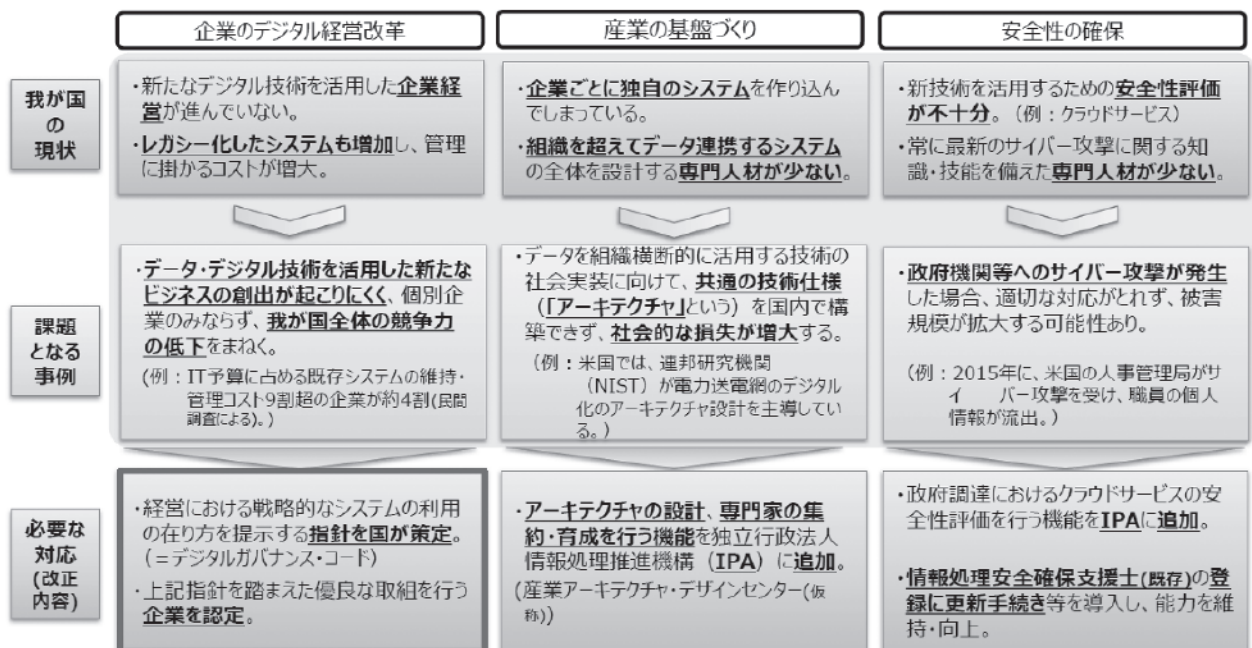 企業のデジタル経営改革
産業の基盤づくり
安全性の確保
我が国
の
現状
・新たなデジタル技術を活用した企業経
営が進んでいない。
・レガシー化したシステムも増加し、管理
に掛かるコストが増大。
・企業ごとに独自のシステムを作り込ん
でしまっている。
・組織を超えてデータ連携するシステム
の全体を設計する専門人材が少ない。
・新技術を活用するための安全性評価
が不十分。（例：クラウドサービス）
・常に最新のサイバー攻撃に関する知
識・技能を備えた専門人材が少ない。
課題
となる
事例
・データ・デジタル技術を活用した新たな
ビジネスの創出が起こりにくく、個別企
業のみならず、我が国全体の競争力
の低下をまねく。
(例：IT予算に占める既存システムの維持・
管理コスト9割超の企業が約4割(民間
調査による)。)
・データを組織横断的に活用する技術の
社会実装に向けて、共通の技術仕様
（「アーキテクチャ」という）を国内で構
築できず、社会的な損失が増大する。
(例：米国では、連邦研究機関
（NIST）が電力送電網のデジタル
化のアーキテクチャ設計を主導してい
る。)
・政府機関等へのサイバー攻撃が発生
した場合、適切な対応がとれず、被害
規模が拡大する可能性あり。
(例：2015年に、米国の人事管理局がサ
イ　バー攻撃を受け、職員の個人
情報が流出。)
必要な
対応
(改正
内容)
・経営における戦略的なシステムの利用
の在り方を提示する指針を国が策定。
(＝デジタルガバナンス・コード)
・上記指針を踏まえた優良な取組を行う
企業を認定。
・アーキテクチャの設計、専門家の集
約・育成を行う機能を独立行政法人
情報処理推進機構（IPA）に追加。
(産業アーキテクチャ・デザインセンター(仮
称))
・政府調達におけるクラウドサービスの安
全性評価を行う機能をIPAに追加。
・情報処理安全確保支援士(既存)の登
録に更新手続き等を導入し、能力を維
持・向上。